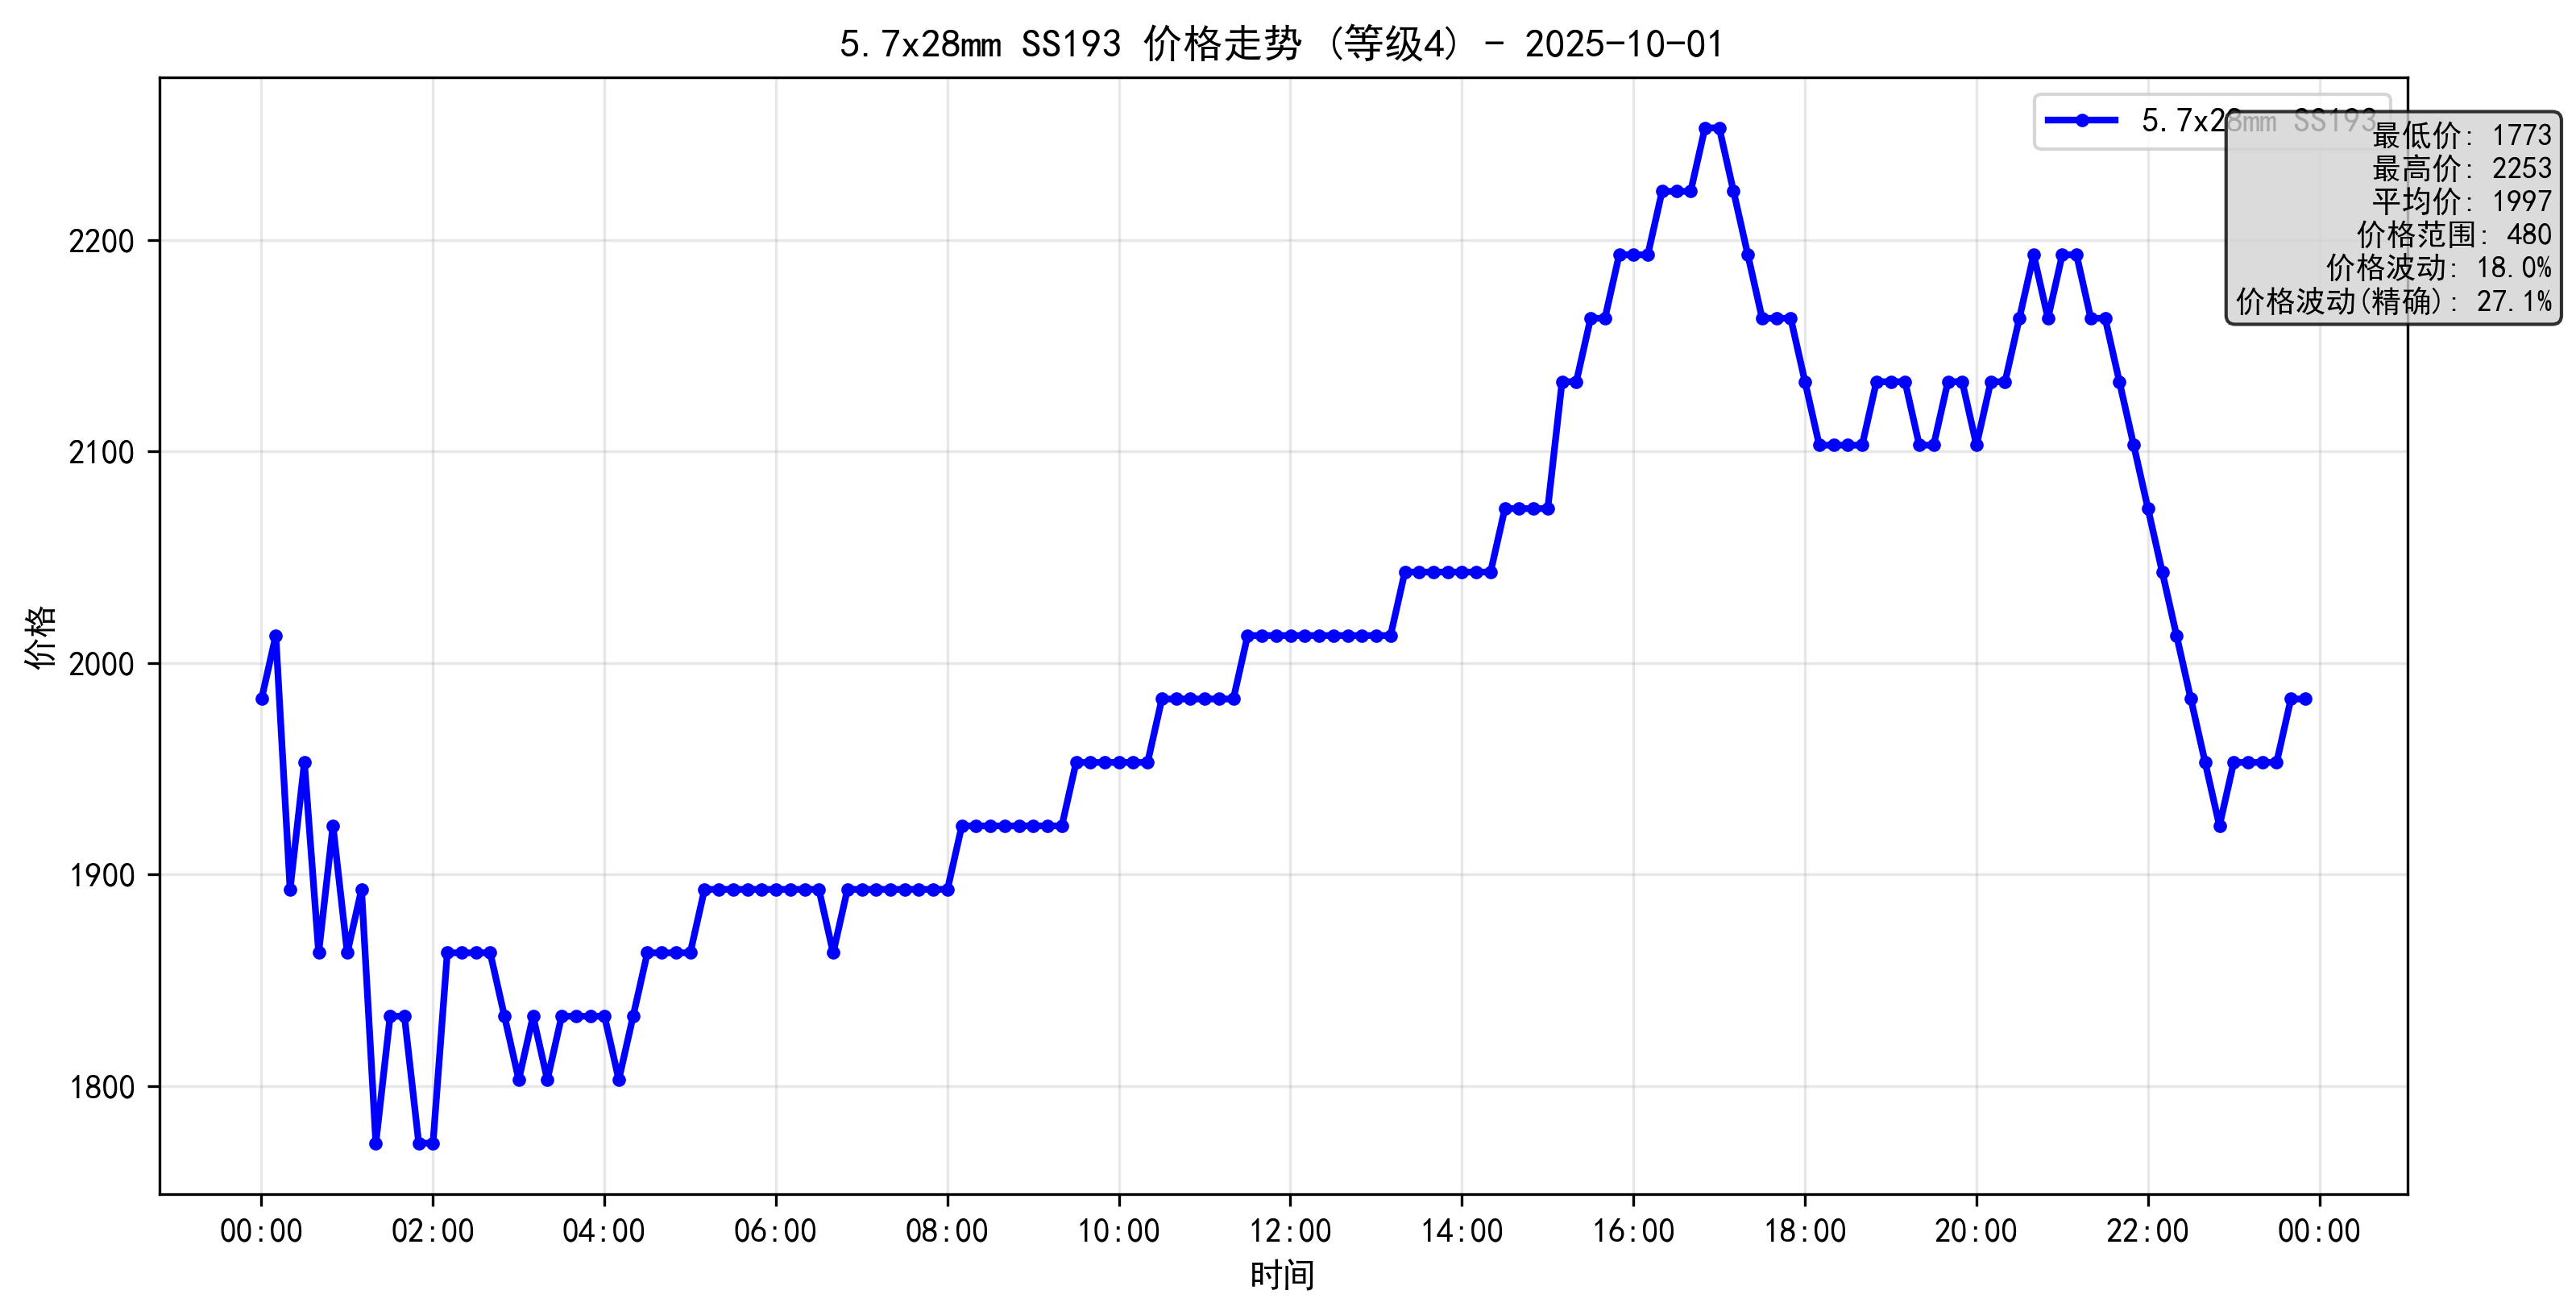 5.7x28mm SS193 价格走势 (等级4) - 2025-10-01
5.7x28mm SS193
最低价: 1773
最高价: 2253
平均价: 1997
价格范围: 480
价格波动: 18.0%
价格波动(精确): 27.1%
价格
2200
2100
2000
1900
1800
00:00 02:00 04:00 06:00 08:00 10:00 12:00 14:00 16:00 18:00 20:00 22:00 00:00
时间